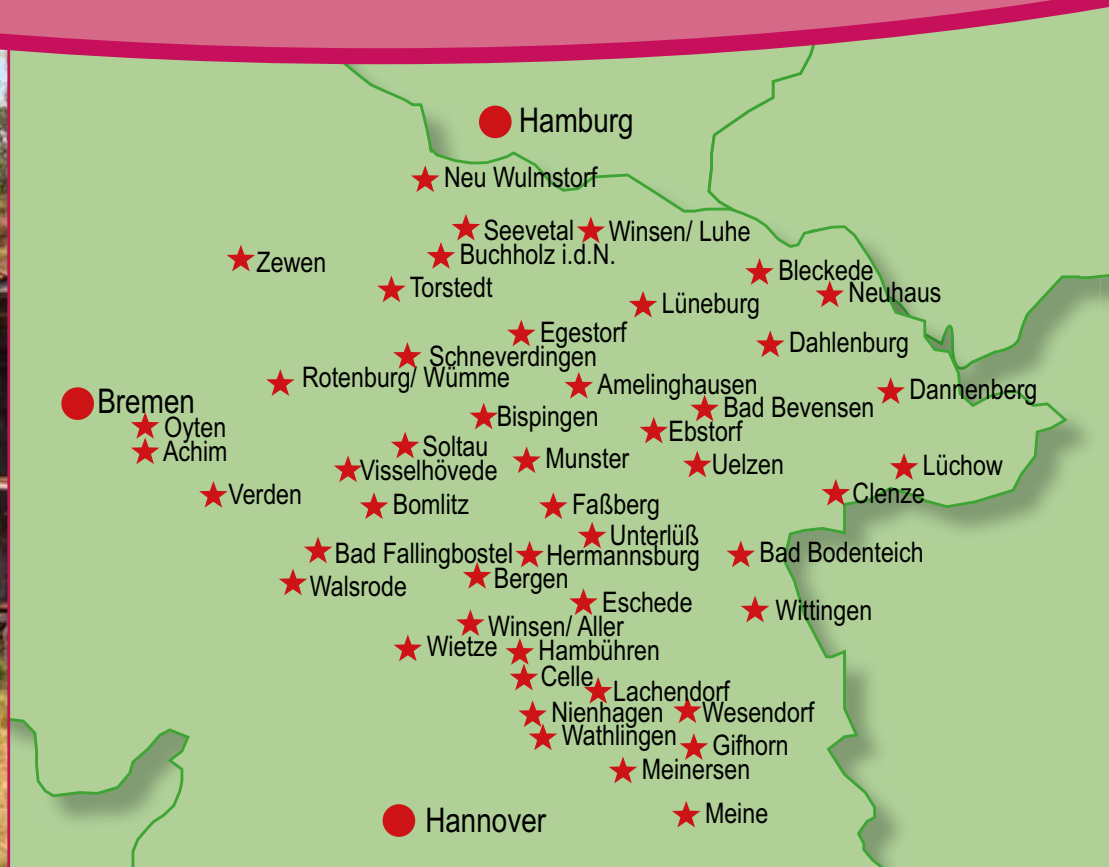 Hamburg
Neu Wulmstorf
Seevetal
Winsen/ Luhe
Zewen
Buchholz i.d.N.
Bleckede
Torstedt
Neuhaus
Lüneburg
Egestorf
Dahlenburg
Schneverdingen
Rotenburg/ Wümme
Amelinghausen
Dannenberg
Bremen
Bad Bevensen
Bispingen
Oyten
Ebstorf
Soltau
Achim
Munster
Visselhövede
Uelzen
Lüchow
Verden
Clenze
Bomlitz
Faßberg
Unterlüß
Bad Fallingbostel
Hermannsburg
Bad Bodenteich
Bergen
Walsrode
Eschede
Wittingen
Winsen/ Aller
Wietze
Hambühren
Celle
Lachendorf
Nienhagen
Wesendorf
Wathlingen
Gifhorn
Meinersen
Meine
Hannover